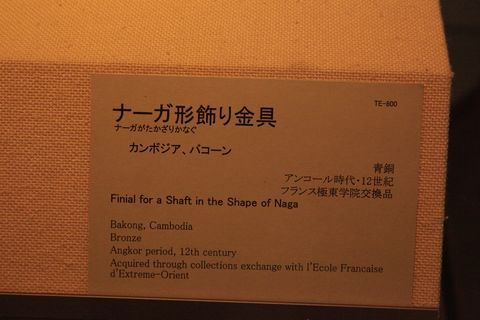 TE-600
ナーガ形飾り金具
ナーガがたかざりかなぐ
カンボジア、バコーン
青銅
アンコール時代・12世紀
フランス極東学院交換品
Finial for a Shaft in the Shape of Naga
Bakong, Cambodia
Bronze
Angkor period, 12th century
Acquired through collections exchange with l'Ecole Francaise
d'Extreme-Orient